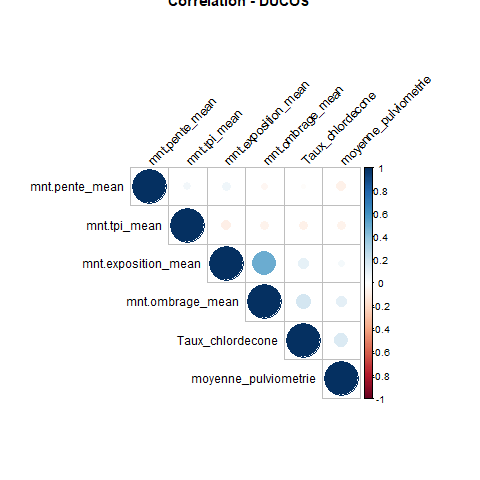 Correlation - DUCOS
mnt.pente_mean
mnt.tpi_mean
mnt.exposition_mean
mnt.ombrage_mean
Taux_chlordecone
moyenne_pulviometrie
mnt.pente_mean
mnt.tpi_mean
mnt.exposition_mean
mnt.ombrage_mean
Taux_chlordecone
moyenne_pulviometrie
1
0.8
0.6
0.4
0.2
0
-0.2
-0.4
-0.6
-0.8
-1